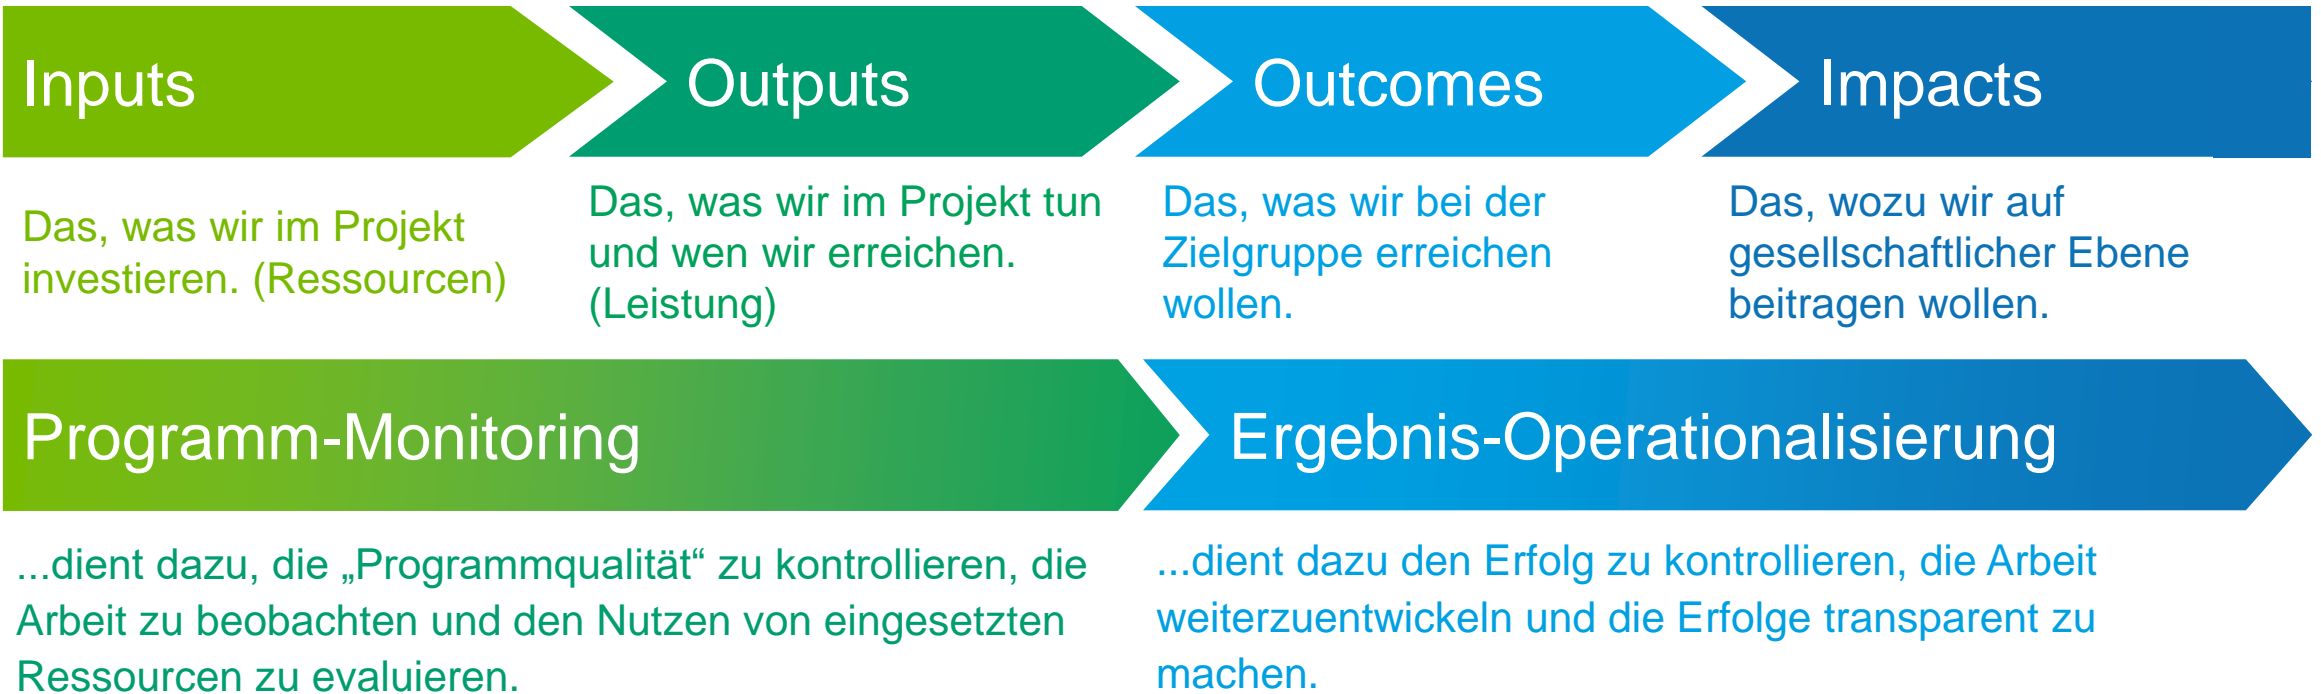 Inputs
Outputs
Outcomes
Impacts
Das, was wir im Projekt
investieren. (Ressourcen)
Das, was wir im Projekt tun
und wen wir erreichen.
(Leistung)
Das, was wir bei der
Zielgruppe erreichen
wollen.
Das, wozu wir auf
gesellschaftlicher Ebene
beitragen wollen.
Programm-Monitoring
Ergebnis-Operationalisierung
...dient dazu, die „Programmqualität“ zu kontrollieren, die
Arbeit zu beobachten und den Nutzen von eingesetzten
Ressourcen zu evaluieren.
...dient dazu den Erfolg zu kontrollieren, die Arbeit
weiterzuentwickeln und die Erfolge transparent zu
machen.